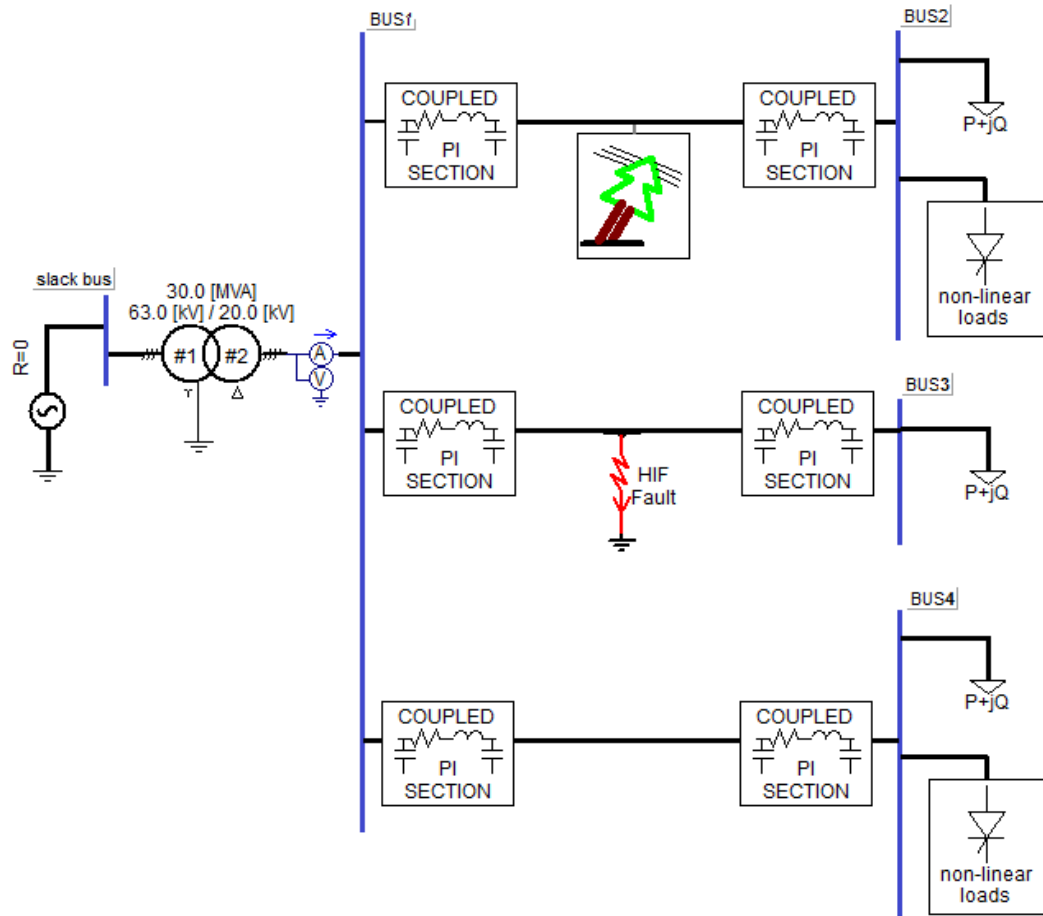 BUS1
BUS2
COUPLED
PI
SECTION
COUPLED
PI
SECTION
P+jQ
non-linear
loads
slack bus
30.0 [MVA]
63.0 [kV] / 20.0 [kV]
#1
#2
A
V
R=0
BUS3
COUPLED
PI
SECTION
HIF
Fault
COUPLED
PI
SECTION
P+jQ
BUS4
COUPLED
PI
SECTION
COUPLED
PI
SECTION
P+jQ
non-linear
loads